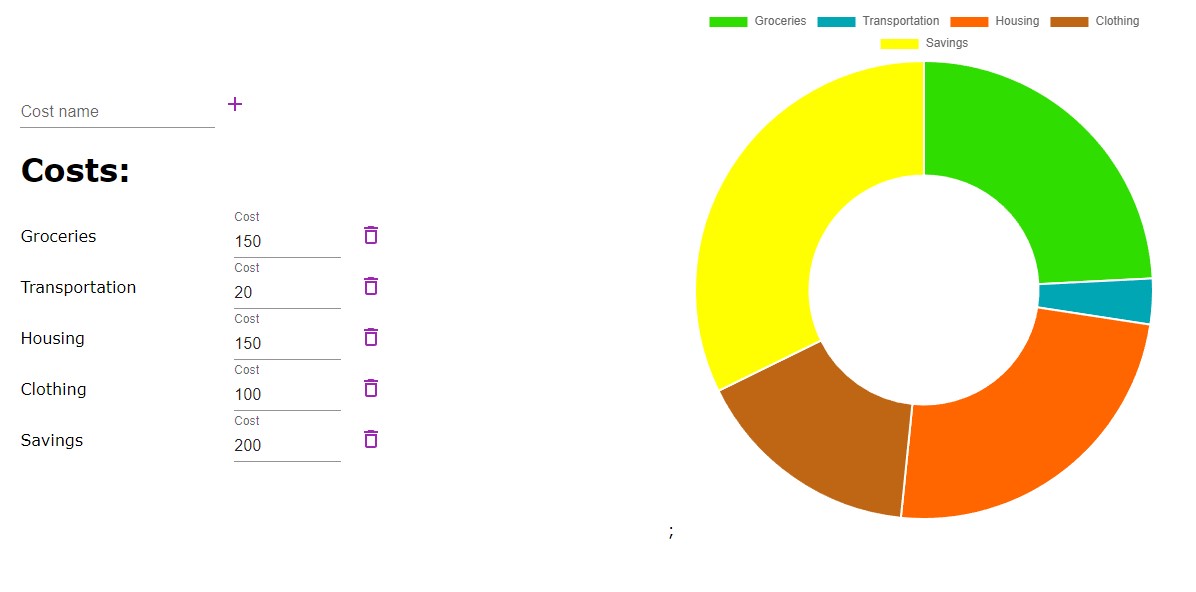 Cost name +
Costs:
Groceries Cost 150
Transportation Cost 20
Housing Cost 150
Clothing Cost 100
Savings Cost 200
Groceries Transportation Housing Clothing
Savings
;